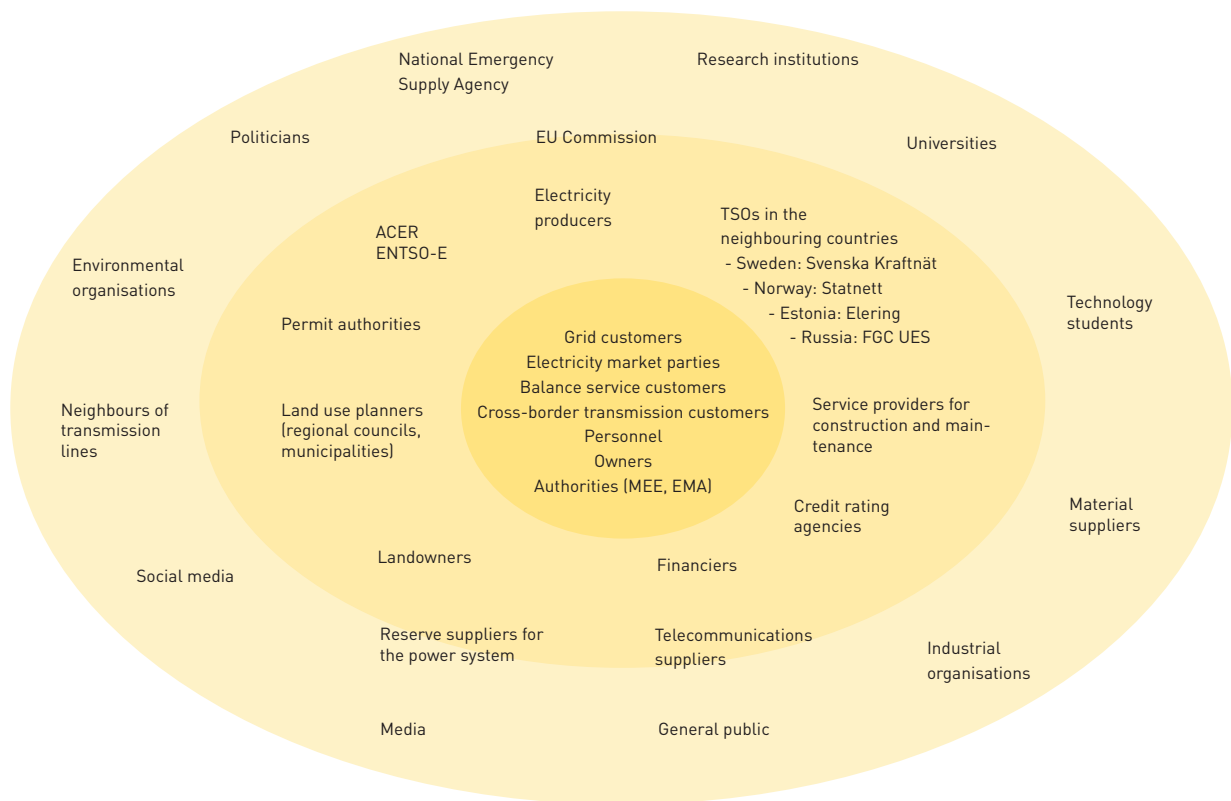 National Emergency
Supply Agency
Research institutions
Politicians
EU Commission
Universities
Electricity
producers
ACER
ENTSO-E
TSOs in the
neighbouring countries
- Sweden: Svenska Kraftnät
- Norway: Statnett
- Estonia: Elering
- Russia: FGC UES
Environmental
organisations
Technology
students
Permit authorities
Grid customers
Electricity market parties
Balance service customers
Cross-border transmission customers
Personnel
Owners
Authorities (MEE, EMA)
Neighbours of
transmission
lines
Land use planners
(regional councils,
municipalities)
Service providers for
construction and main-
tenance
Credit rating
agencies
Material
suppliers
Landowners
Financiers
Social media
Reserve suppliers for
the power system
Telecommunications
suppliers
Industrial
organisations
Media
General public